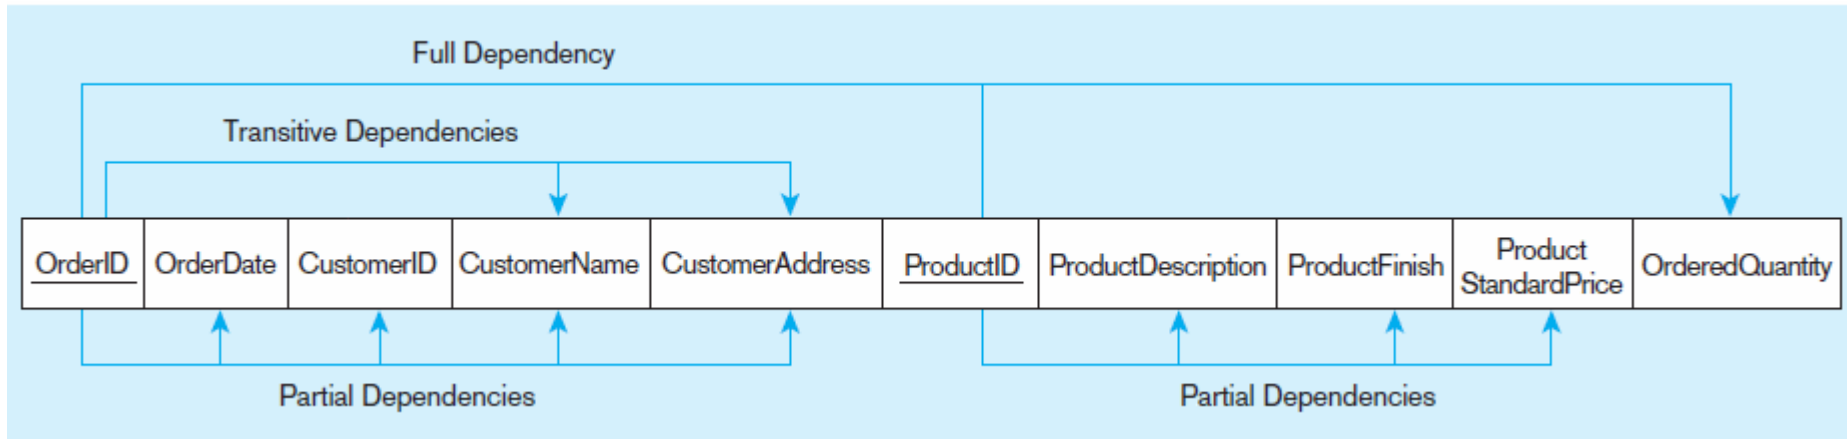 Full Dependency
Transitive Dependencies
OrderID OrderDate CustomerID CustomerName CustomerAddress ProductID ProductDescription ProductFinish Product StandardPrice OrderedQuantity
Partial Dependencies Partial Dependencies